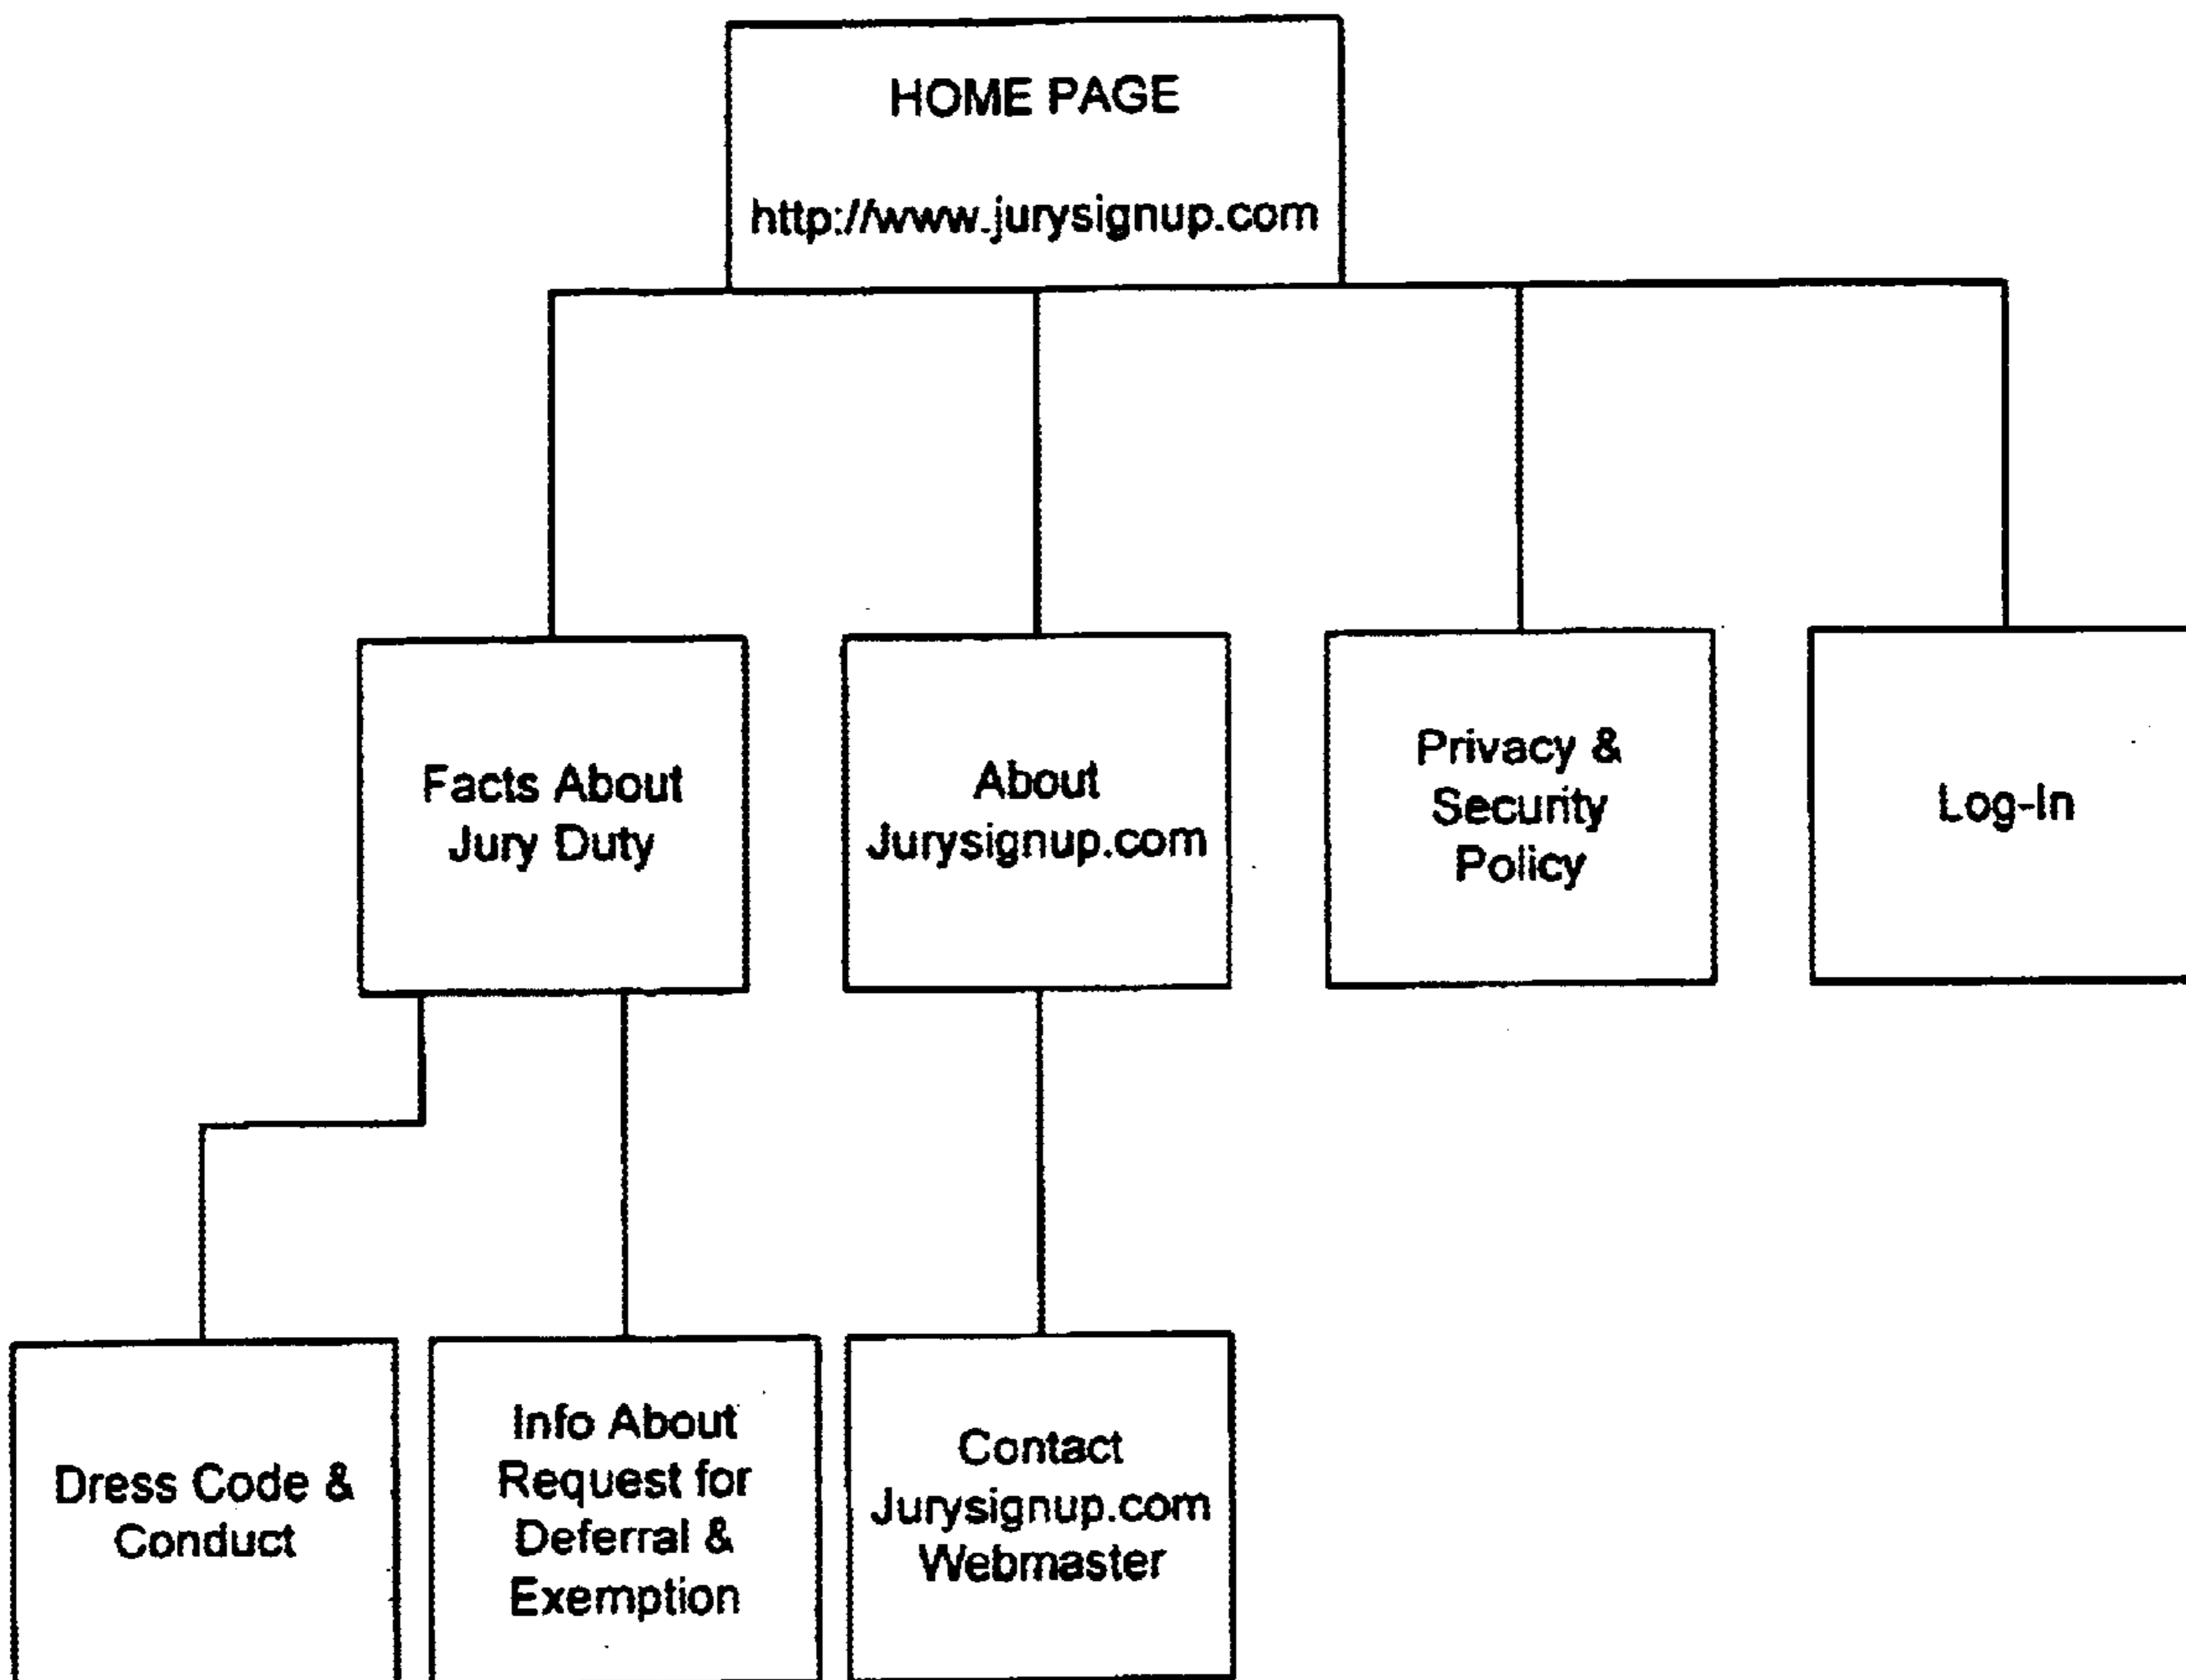 HOME PAGE
http://www.jurysignup.com
Facts About
Jury Duty
About
Jurysignup.com
Privacy &
Security
Policy
Log-In
Dress Code &
Conduct
Info About
Request for
Deferral &
Exemption
Contact
Jurysignup.com
Webmaster